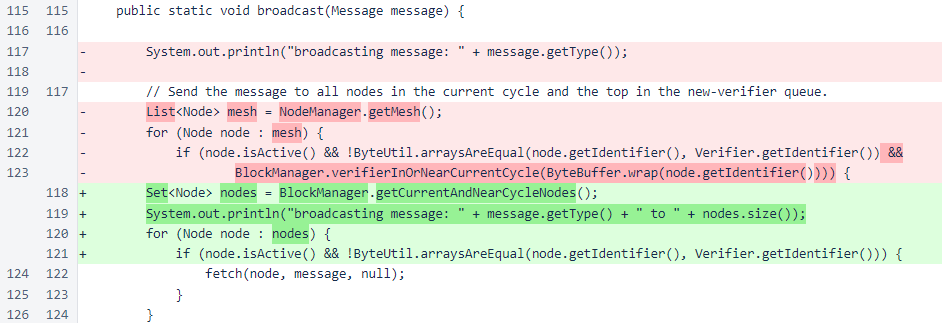 115 115 public static void broadcast(Message message) {
116 116
117 - System.out.println("broadcasting message: " + message.getType());
118 -
119 117 // Send the message to all nodes in the current cycle and the top in the new-verifier queue.
120 - List<Node> mesh = NodeManager.getMesh();
121 - for (Node node : mesh) {
122 - if (node.isActive() && !ByteUtil.arraysAreEqual(node.getIdentifier(), Verifier.getIdentifier()) &&
123 - BlockManager.verifierInOrNearCurrentCycle(ByteBuffer.wrap(node.getIdentifier()))) {
118 + Set<Node> nodes = BlockManager.getCurrentAndNearCycleNodes();
119 + System.out.println("broadcasting message: " + message.getType() + " to " + nodes.size());
120 + for (Node node : nodes) {
121 + if (node.isActive() && !ByteUtil.arraysAreEqual(node.getIdentifier(), Verifier.getIdentifier())) {
124 122 fetch(node, message, null);
125 123 }
126 124 }